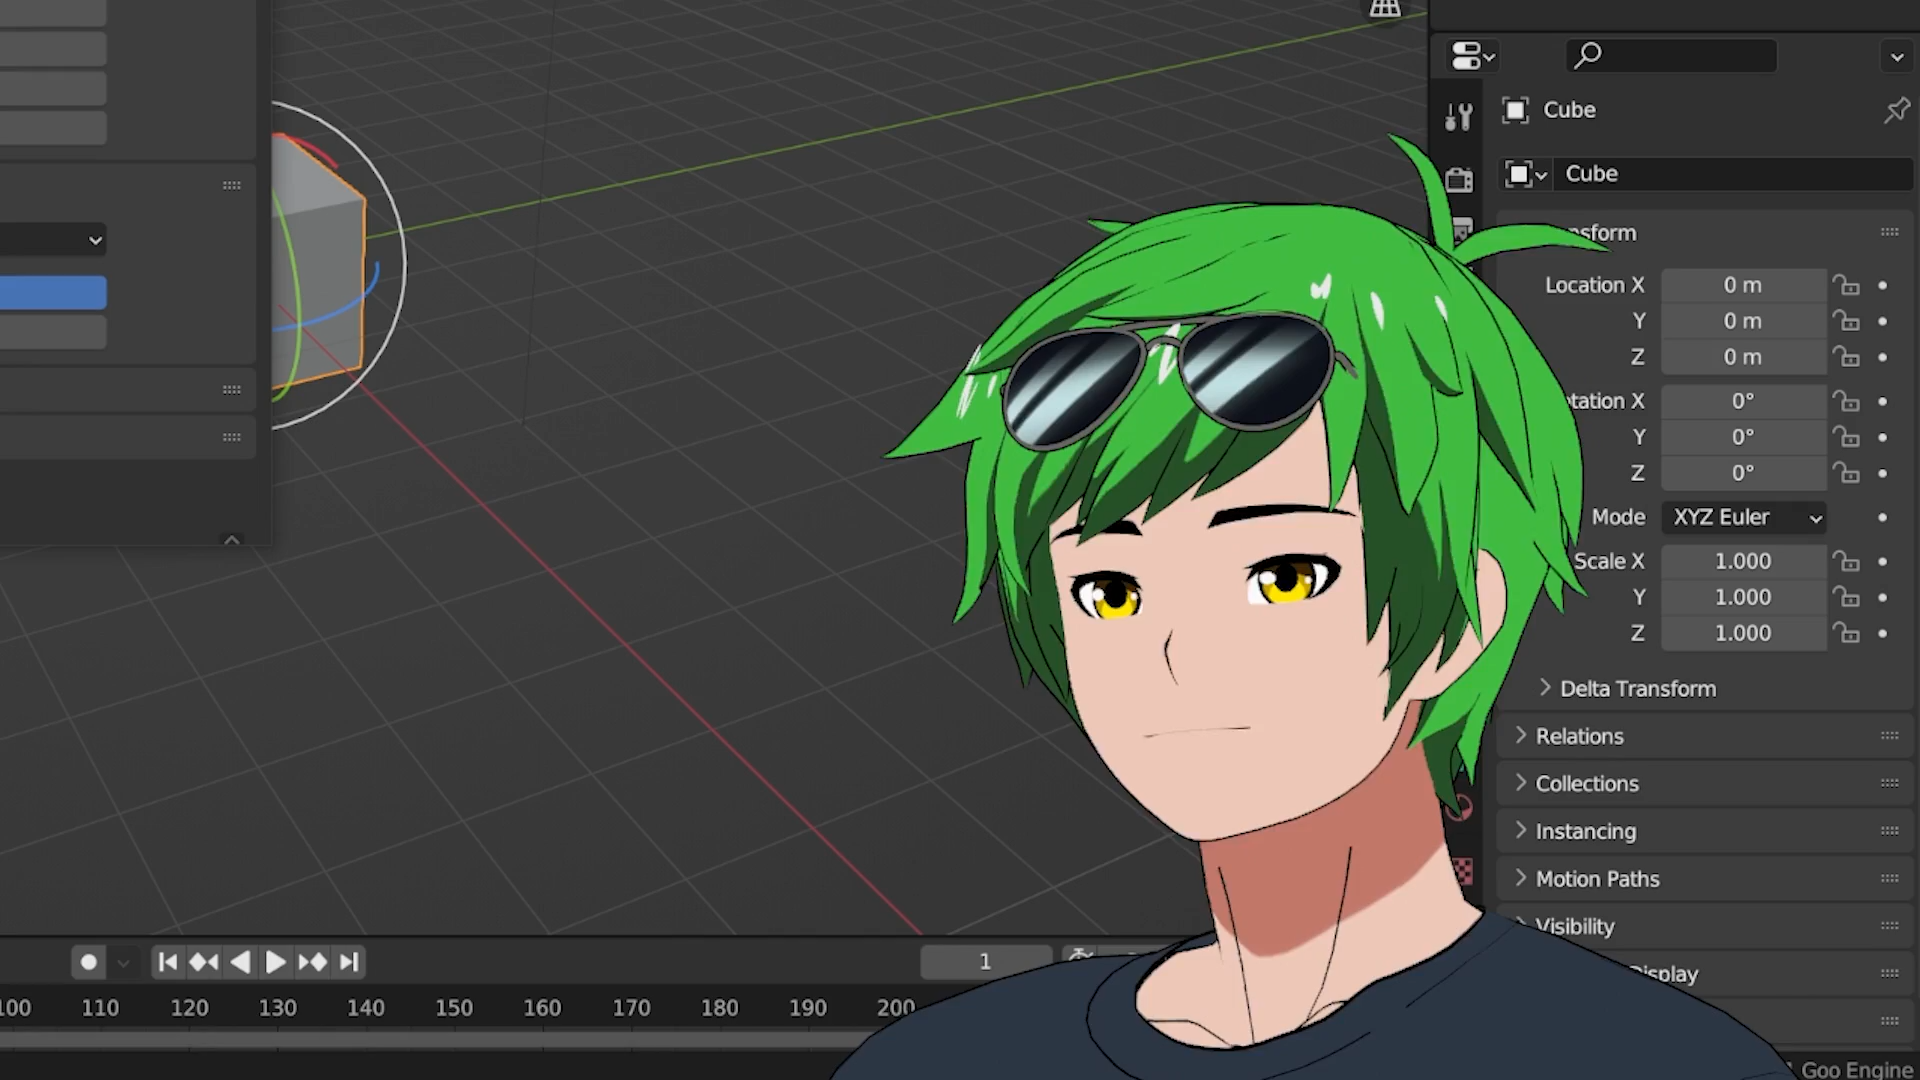 Cube
Cube
nsform
Location X 0 m
Y 0 m
Z 0 m
tation X 0°
Y 0°
Z 0°
Mode XYZ Euler
Scale X 1.000
Y 1.000
Z 1.000
Delta Transform
Relations
Collections
Instancing
Motion Paths
Visibility
Display
1
100 110 120 130 140 150 160 170 180 190 200
Goo Engine